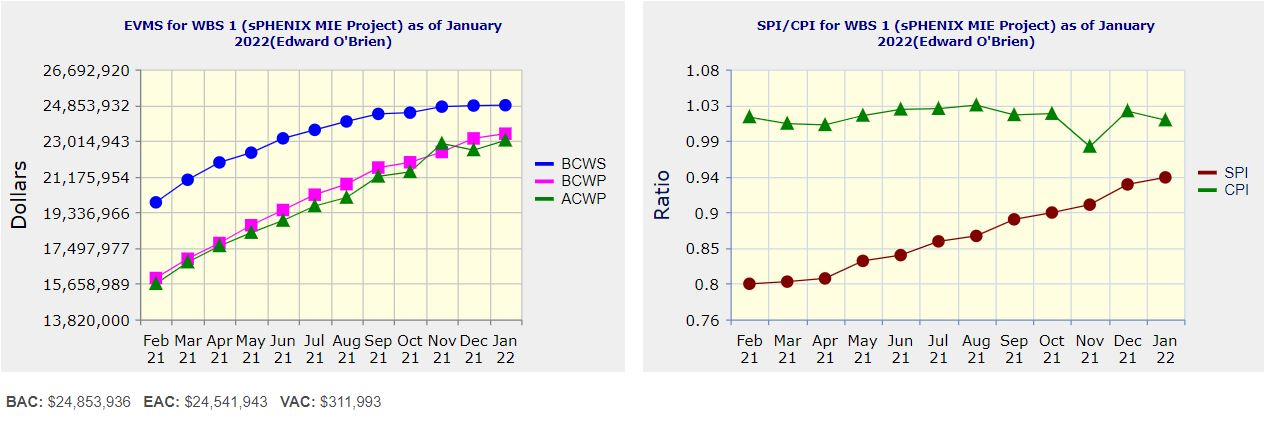 EVMS for WBS 1 (sPHENIX MIE Project) as of January
2022(Edward O'Brien)
26,692,920
24,853,932
23,014,943
21,175,954
19,336,966
17,497,977
15,658,989
13,820,000
Dollars
Feb Mar Apr May Jun Jul Aug Sep Oct Nov Dec Jan
21 21 21 21 21 21 21 21 21 21 21 22
BCWS
BCWP
ACWP
SPI/CPI for WBS 1 (sPHENIX MIE Project) as of January
2022(Edward O'Brien)
1.08
1.03
0.99
0.94
0.9
0.85
0.8
0.76
Ratio
Feb Mar Apr May Jun Jul Aug Sep Oct Nov Dec Jan
21 21 21 21 21 21 21 21 21 21 21 22
SPI
CPI
BAC: $24,853,936 EAC: $24,541,943 VAC: $311,993